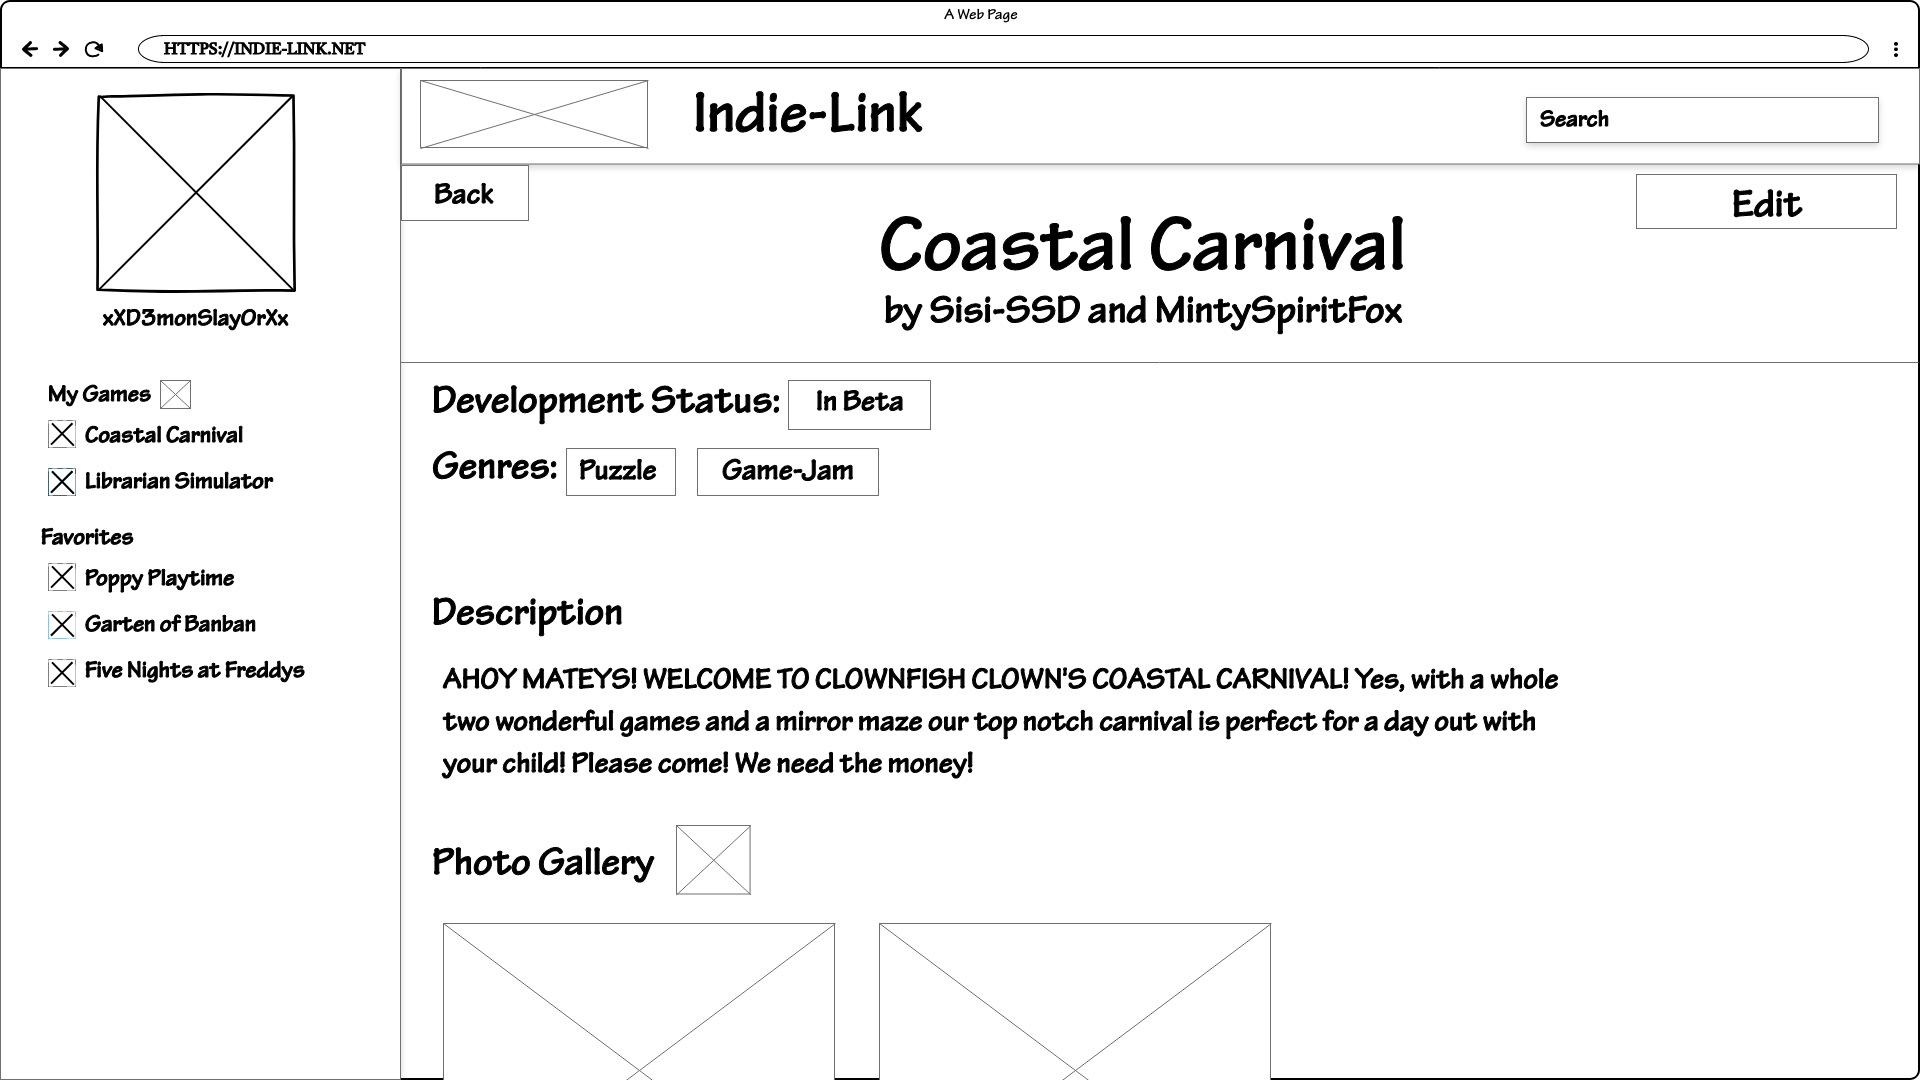 A Web Page
HTTPS://INDIE-LINK.NET
xXD3monSlayOrXx
My Games
Coastal Carnival
Librarian Simulator
Favorites
Poppy Playtime
Garten of Banban
Five Nights at Freddys
Indie-Link
Search
Back
Edit
Coastal Carnival
by Sisi-SSD and MintySpiritFox
Development Status: In Beta
Genres: Puzzle Game-Jam
Description
AHOY MATEYS! WELCOME TO CLOWNFISH CLOWN'S COASTAL CARNIVAL! Yes, with a whole
two wonderful games and a mirror maze our top notch carnival is perfect for a day out with
your child! Please come! We need the money!
Photo Gallery